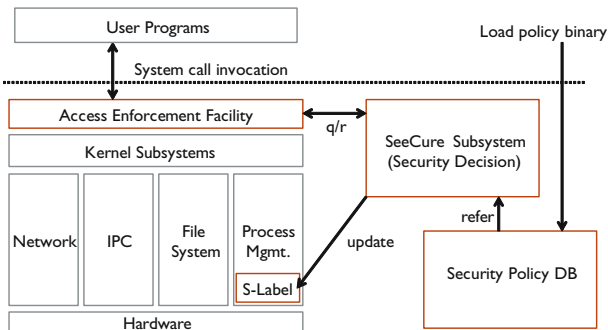 User Programs
Load policy binary
System call invocation
Access Enforcement Facility
q/r
SeeCure Subsystem
(Security Decision)
Kernel Subsystems
Network
IPC
File
System
Process
Mgmt.
S-Label
update
refer
Security Policy DB
Hardware